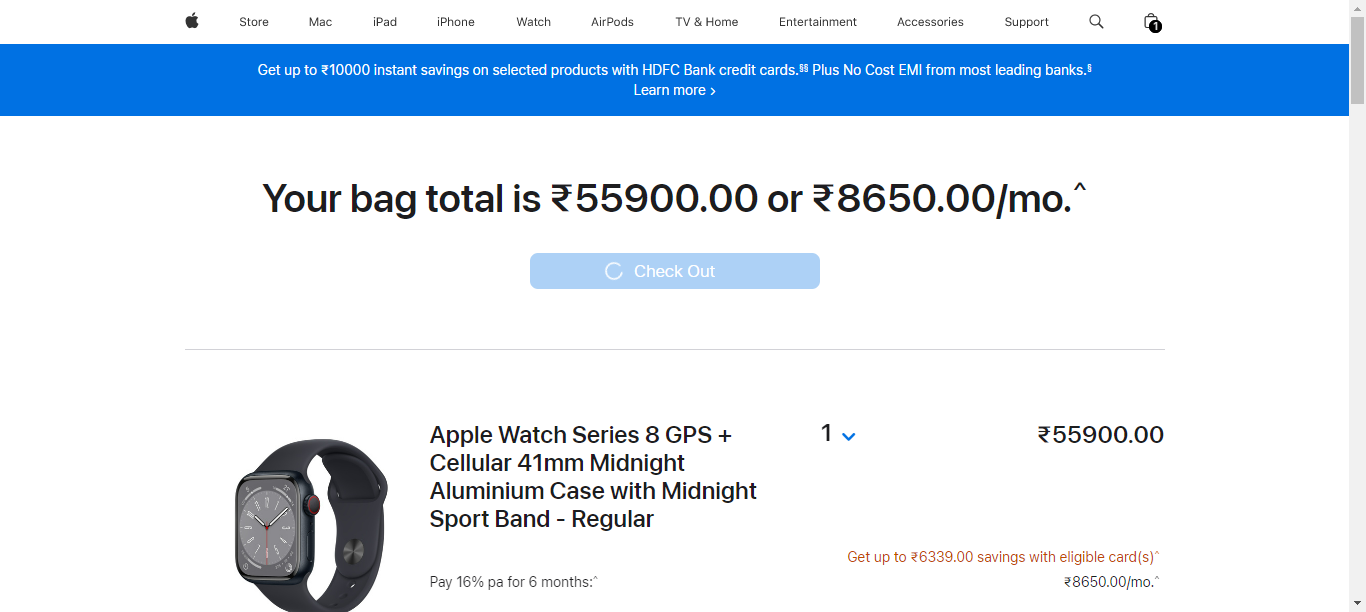 Store Mac iPad iPhone Watch AirPods TV & Home Entertainment Accessories Support 1
Get up to ₹10000 instant savings on selected products with HDFC Bank credit cards.§§ Plus No Cost EMI from most leading banks.§
Learn more >
Your bag total is ₹55900.00 or ₹8650.00/mo.^
Check Out
Apple Watch Series 8 GPS + 1 ₹55900.00
Cellular 41mm Midnight
Aluminium Case with Midnight
Sport Band - Regular
Get up to ₹6339.00 savings with eligible card(s)^
Pay 16% pa for 6 months:^ ₹8650.00/mo.^